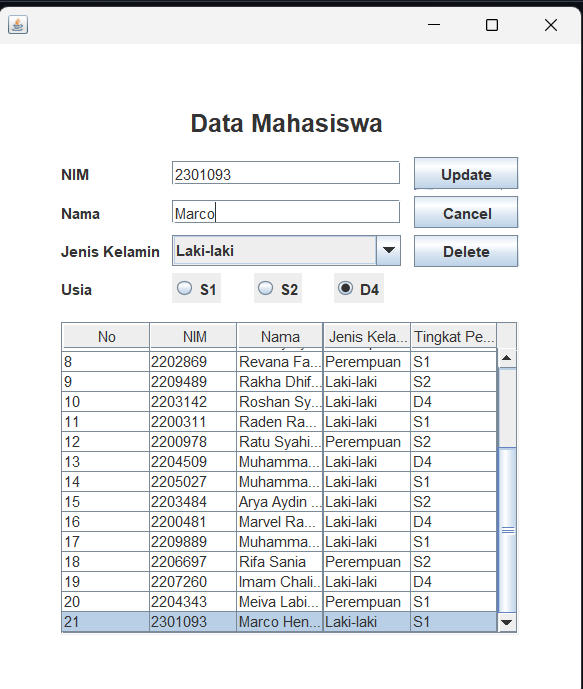 Data Mahasiswa
NIM 2301093 Update
Nama Marco Cancel
Jenis Kelamin Laki-laki Delete
Usia S1 S2 D4
No NIM Nama Jenis Kela... Tingkat Pe...
8 2202869 Revana Fa... Perempuan S1
9 2209489 Rakha Dhif... Laki-laki S2
10 2203142 Roshan Sy... Laki-laki D4
11 2200311 Raden Ra... Laki-laki S1
12 2200978 Ratu Syahi... Perempuan S2
13 2204509 Muhamma... Laki-laki D4
14 2205027 Muhamma... Laki-laki S1
15 2203484 Arya Aydin ... Laki-laki S2
16 2200481 Marvel Ra... Laki-laki D4
17 2209889 Muhamma... Laki-laki S1
18 2206697 Rifa Sania Perempuan S2
19 2207260 Imam Chali... Laki-laki D4
20 2204343 Meiva Labi... Perempuan S1
21 2301093 Marco Hen... Laki-laki S1